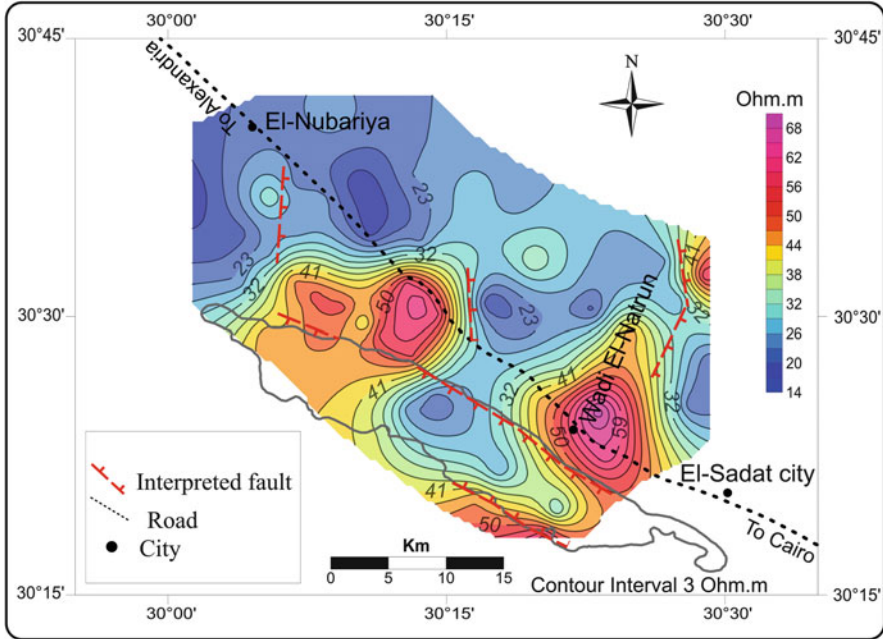 30°00' 30°15' 30°30'
30°45' 30°45'
To Alexandria
N
Ohm.m
El-Nubariya
68
62
56
50
44
38
32
26
20
14
23
23
32
41
32
50
41
23
41
32
30°30' 30°30'
Wadi El-Natrun
41
32
41
50
59
32
El-Sadat city
41
50
To Cairo
Interpreted fault
Road
City
Km
0 5 10 15
Contour Interval 3 Ohm.m
30°15' 30°15'
30°00' 30°15' 30°30'